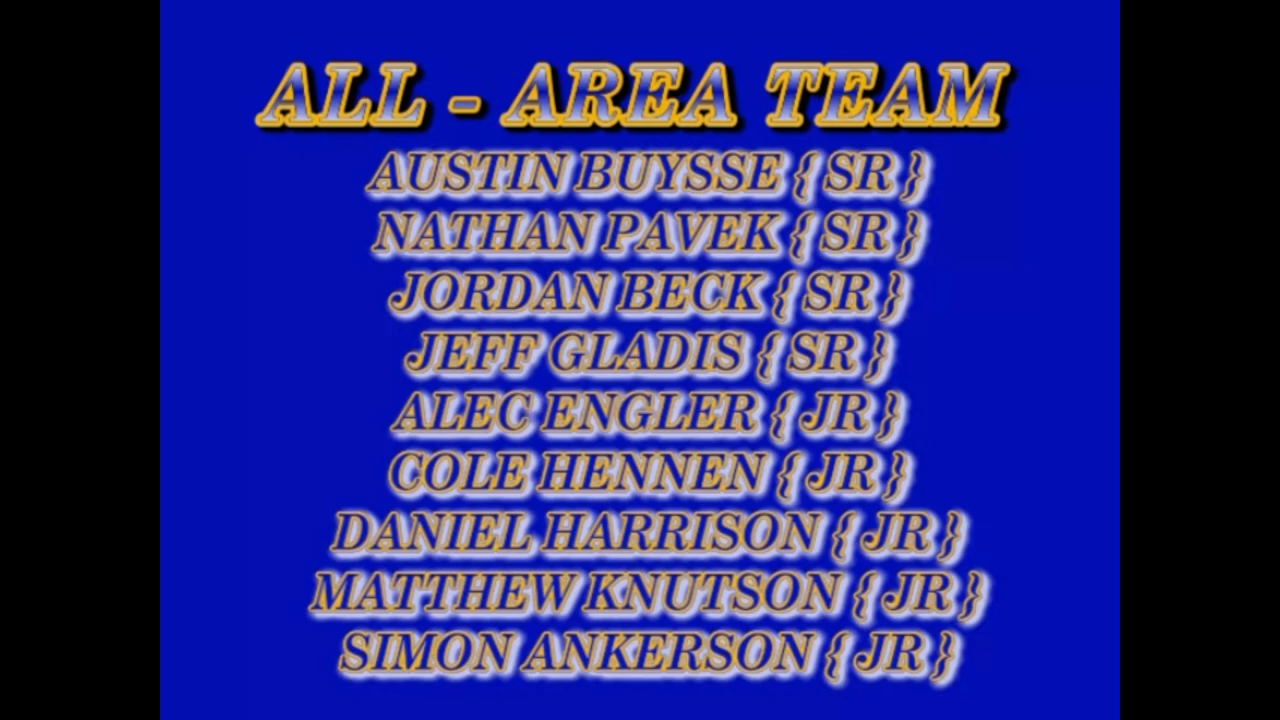 ALL - AREA TEAM
AUSTIN BUYSSE { SR }
NATHAN PAVEK { SR }
JORDAN BECK { SR }
JEFF GLADIS { SR }
ALEC ENGLER { JR }
COLE HENNEN { JR }
DANIEL HARRISON { JR }
MATTHEW KNUTSON { JR }
SIMON ANKERSON { JR }